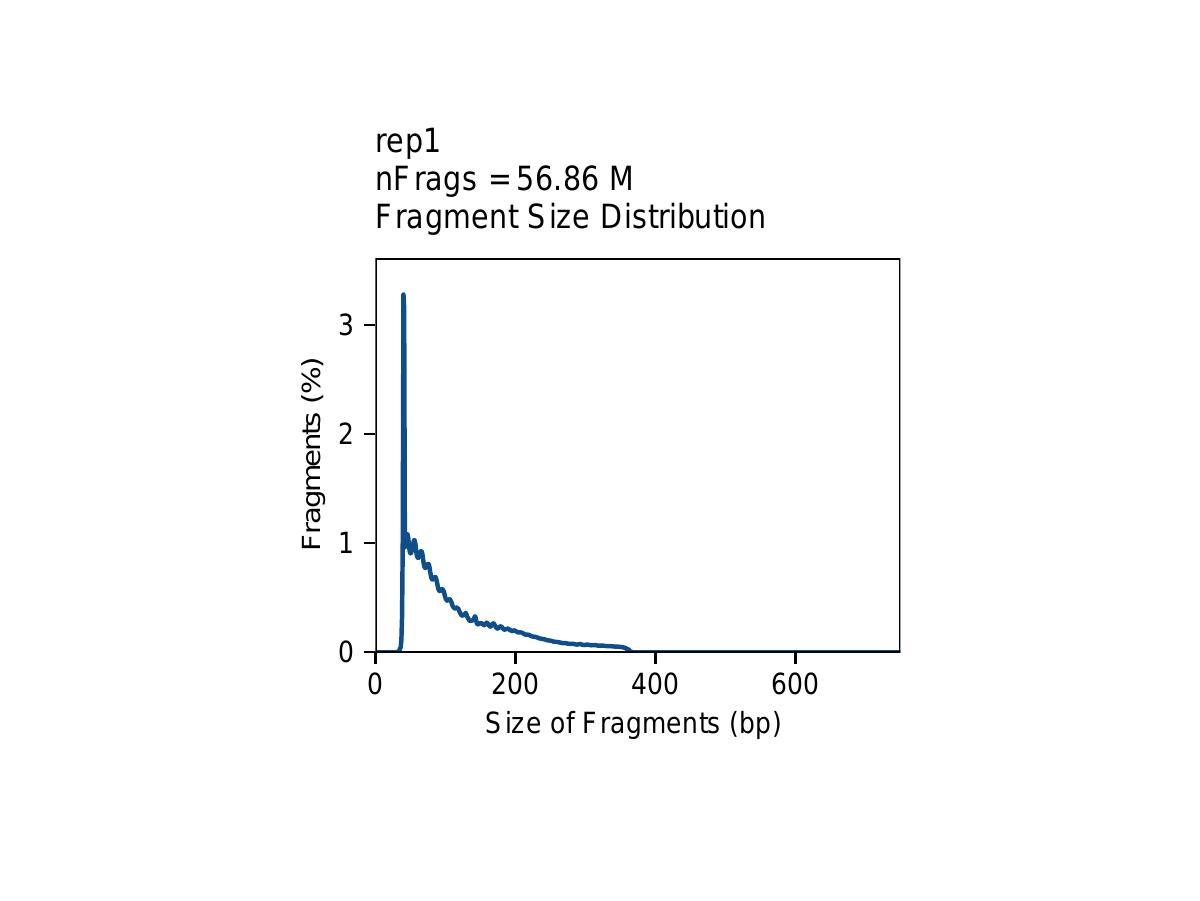 rep1
nFrags = 56.86 M
Fragment Size Distribution
Fragments (%)
3
2
1
0
0 200 400 600
Size of Fragments (bp)